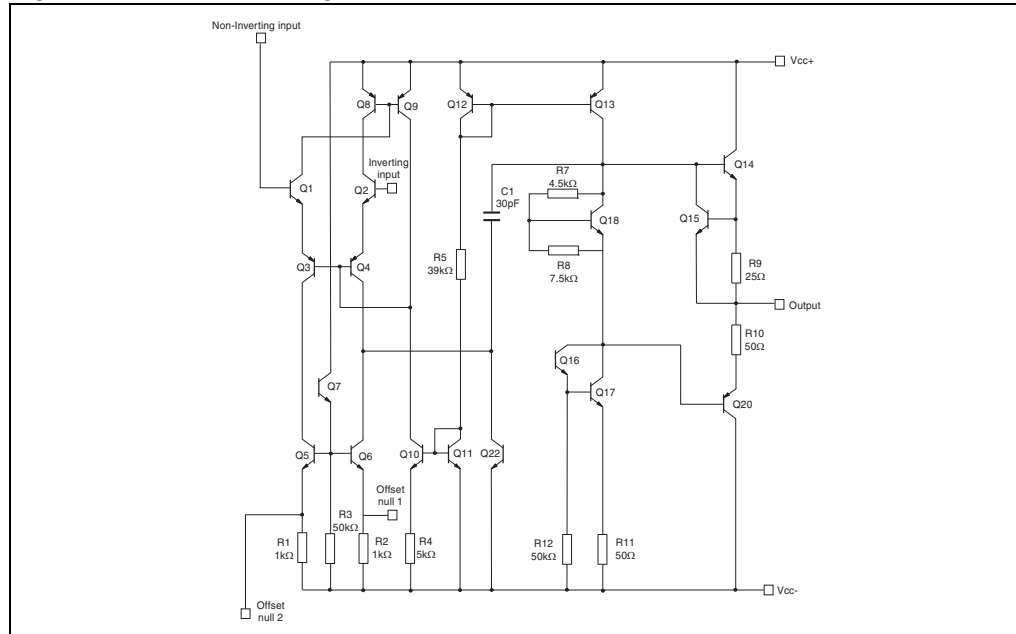 Non-Inverting input
Vcc+
Q8
Q9
Q12
Q13
Q14
Inverting
input
R7
4.5kΩ
C1
30pF
Q1
Q2
Q18
Q15
Q3
Q4
R5
39kΩ
R8
7.5kΩ
R9
25Ω
Output
R10
50Ω
Q16
Q7
Q17
Q20
Q5
Q6
Q10
Q11
Q22
Offset
null 1
R1
1kΩ
R3
50kΩ
R2
1kΩ
R4
5kΩ
R12
50kΩ
R11
50Ω
Vcc-
Offset
null 2